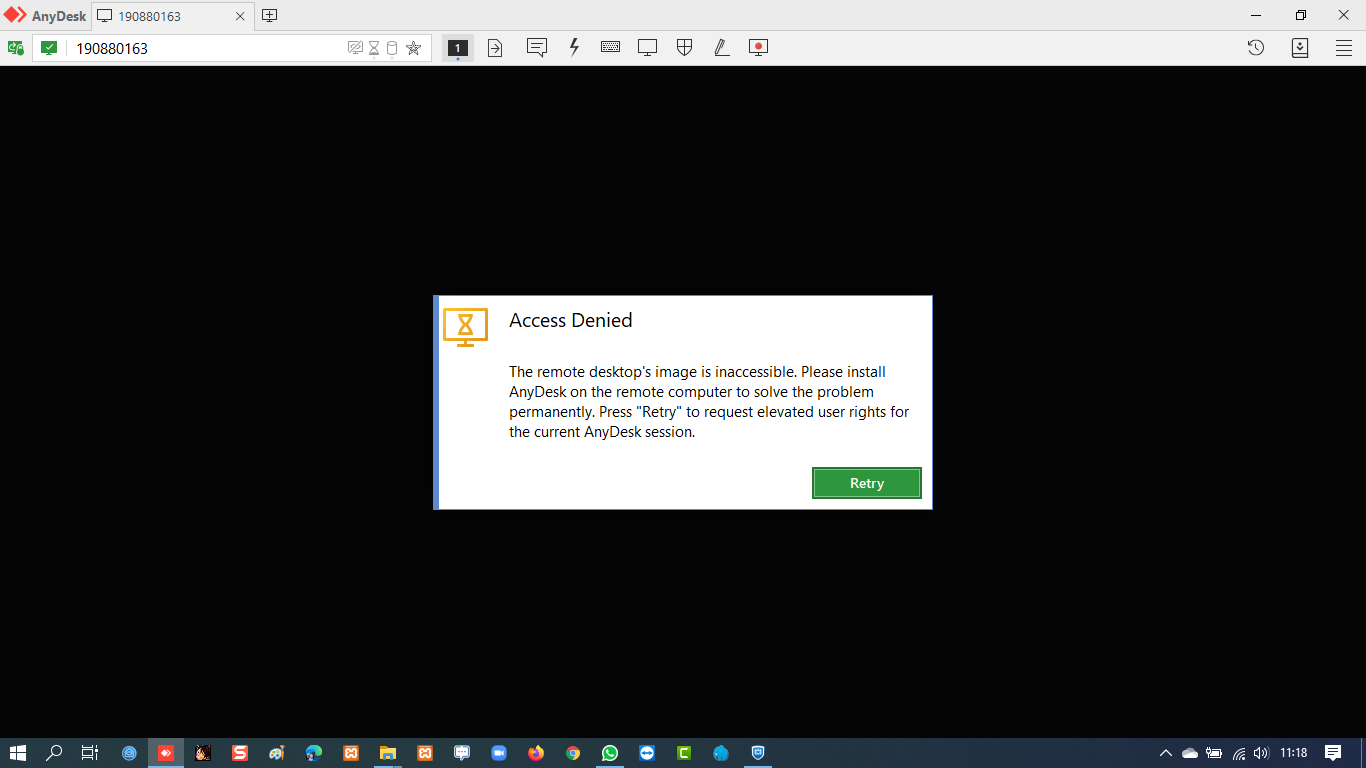 AnyDesk
190880163
190880163
1
Access Denied
The remote desktop's image is inaccessible. Please install
AnyDesk on the remote computer to solve the problem
permanently. Press "Retry" to request elevated user rights for
the current AnyDesk session.
Retry
11:18